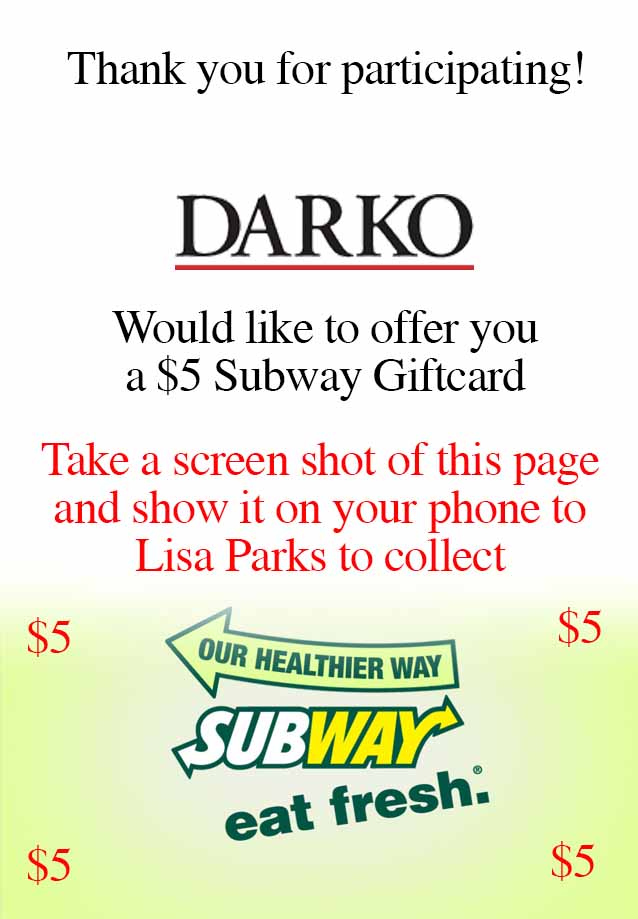 Thank you for participating!
DARKO
Would like to offer you
a $5 Subway Giftcard
Take a screen shot of this page
and show it on your phone to
Lisa Parks to collect
$5
$5
OUR HEALTHIER WAY
SUBWAY
eat fresh.®
$5
$5